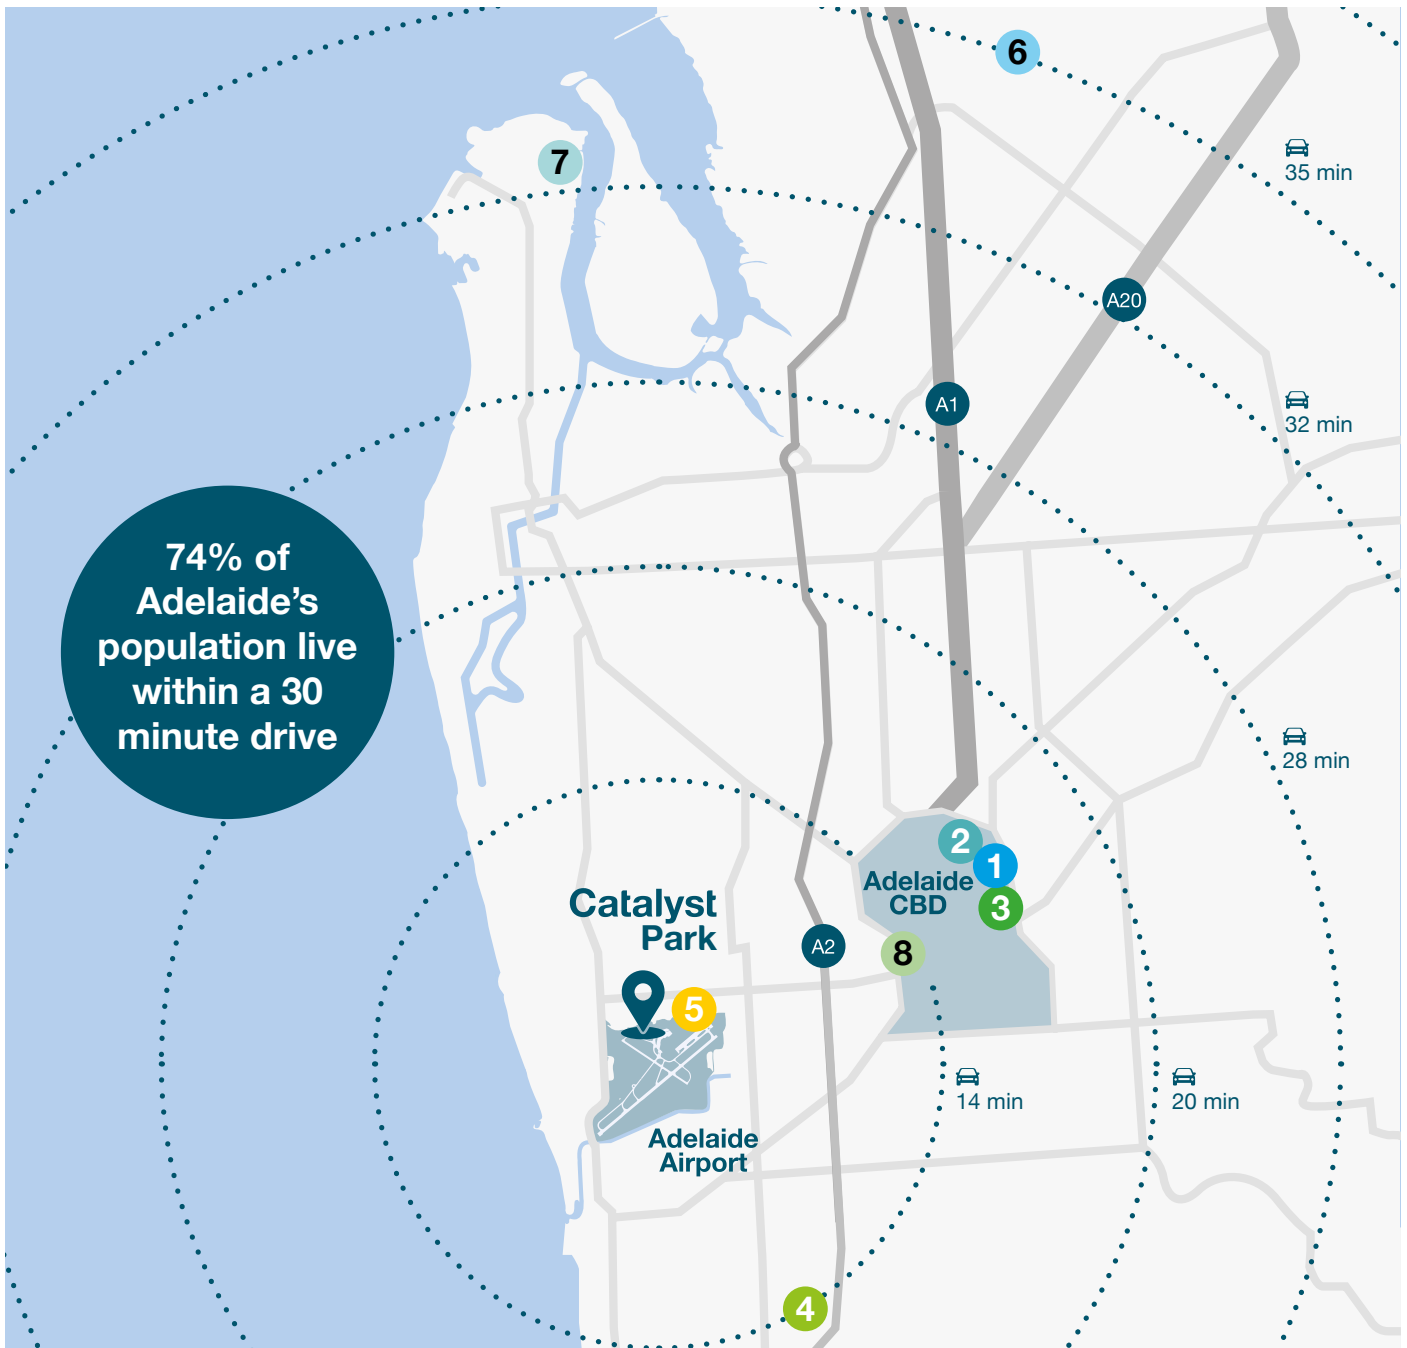 6
7
35 min
A20
A1
32 min
74% of
Adelaide’s
population live
within a 30
minute drive
28 min
2
1
Adelaide
CBD
3
Catalyst
Park
A2
8
5
14 min
20 min
Adelaide
Airport
4